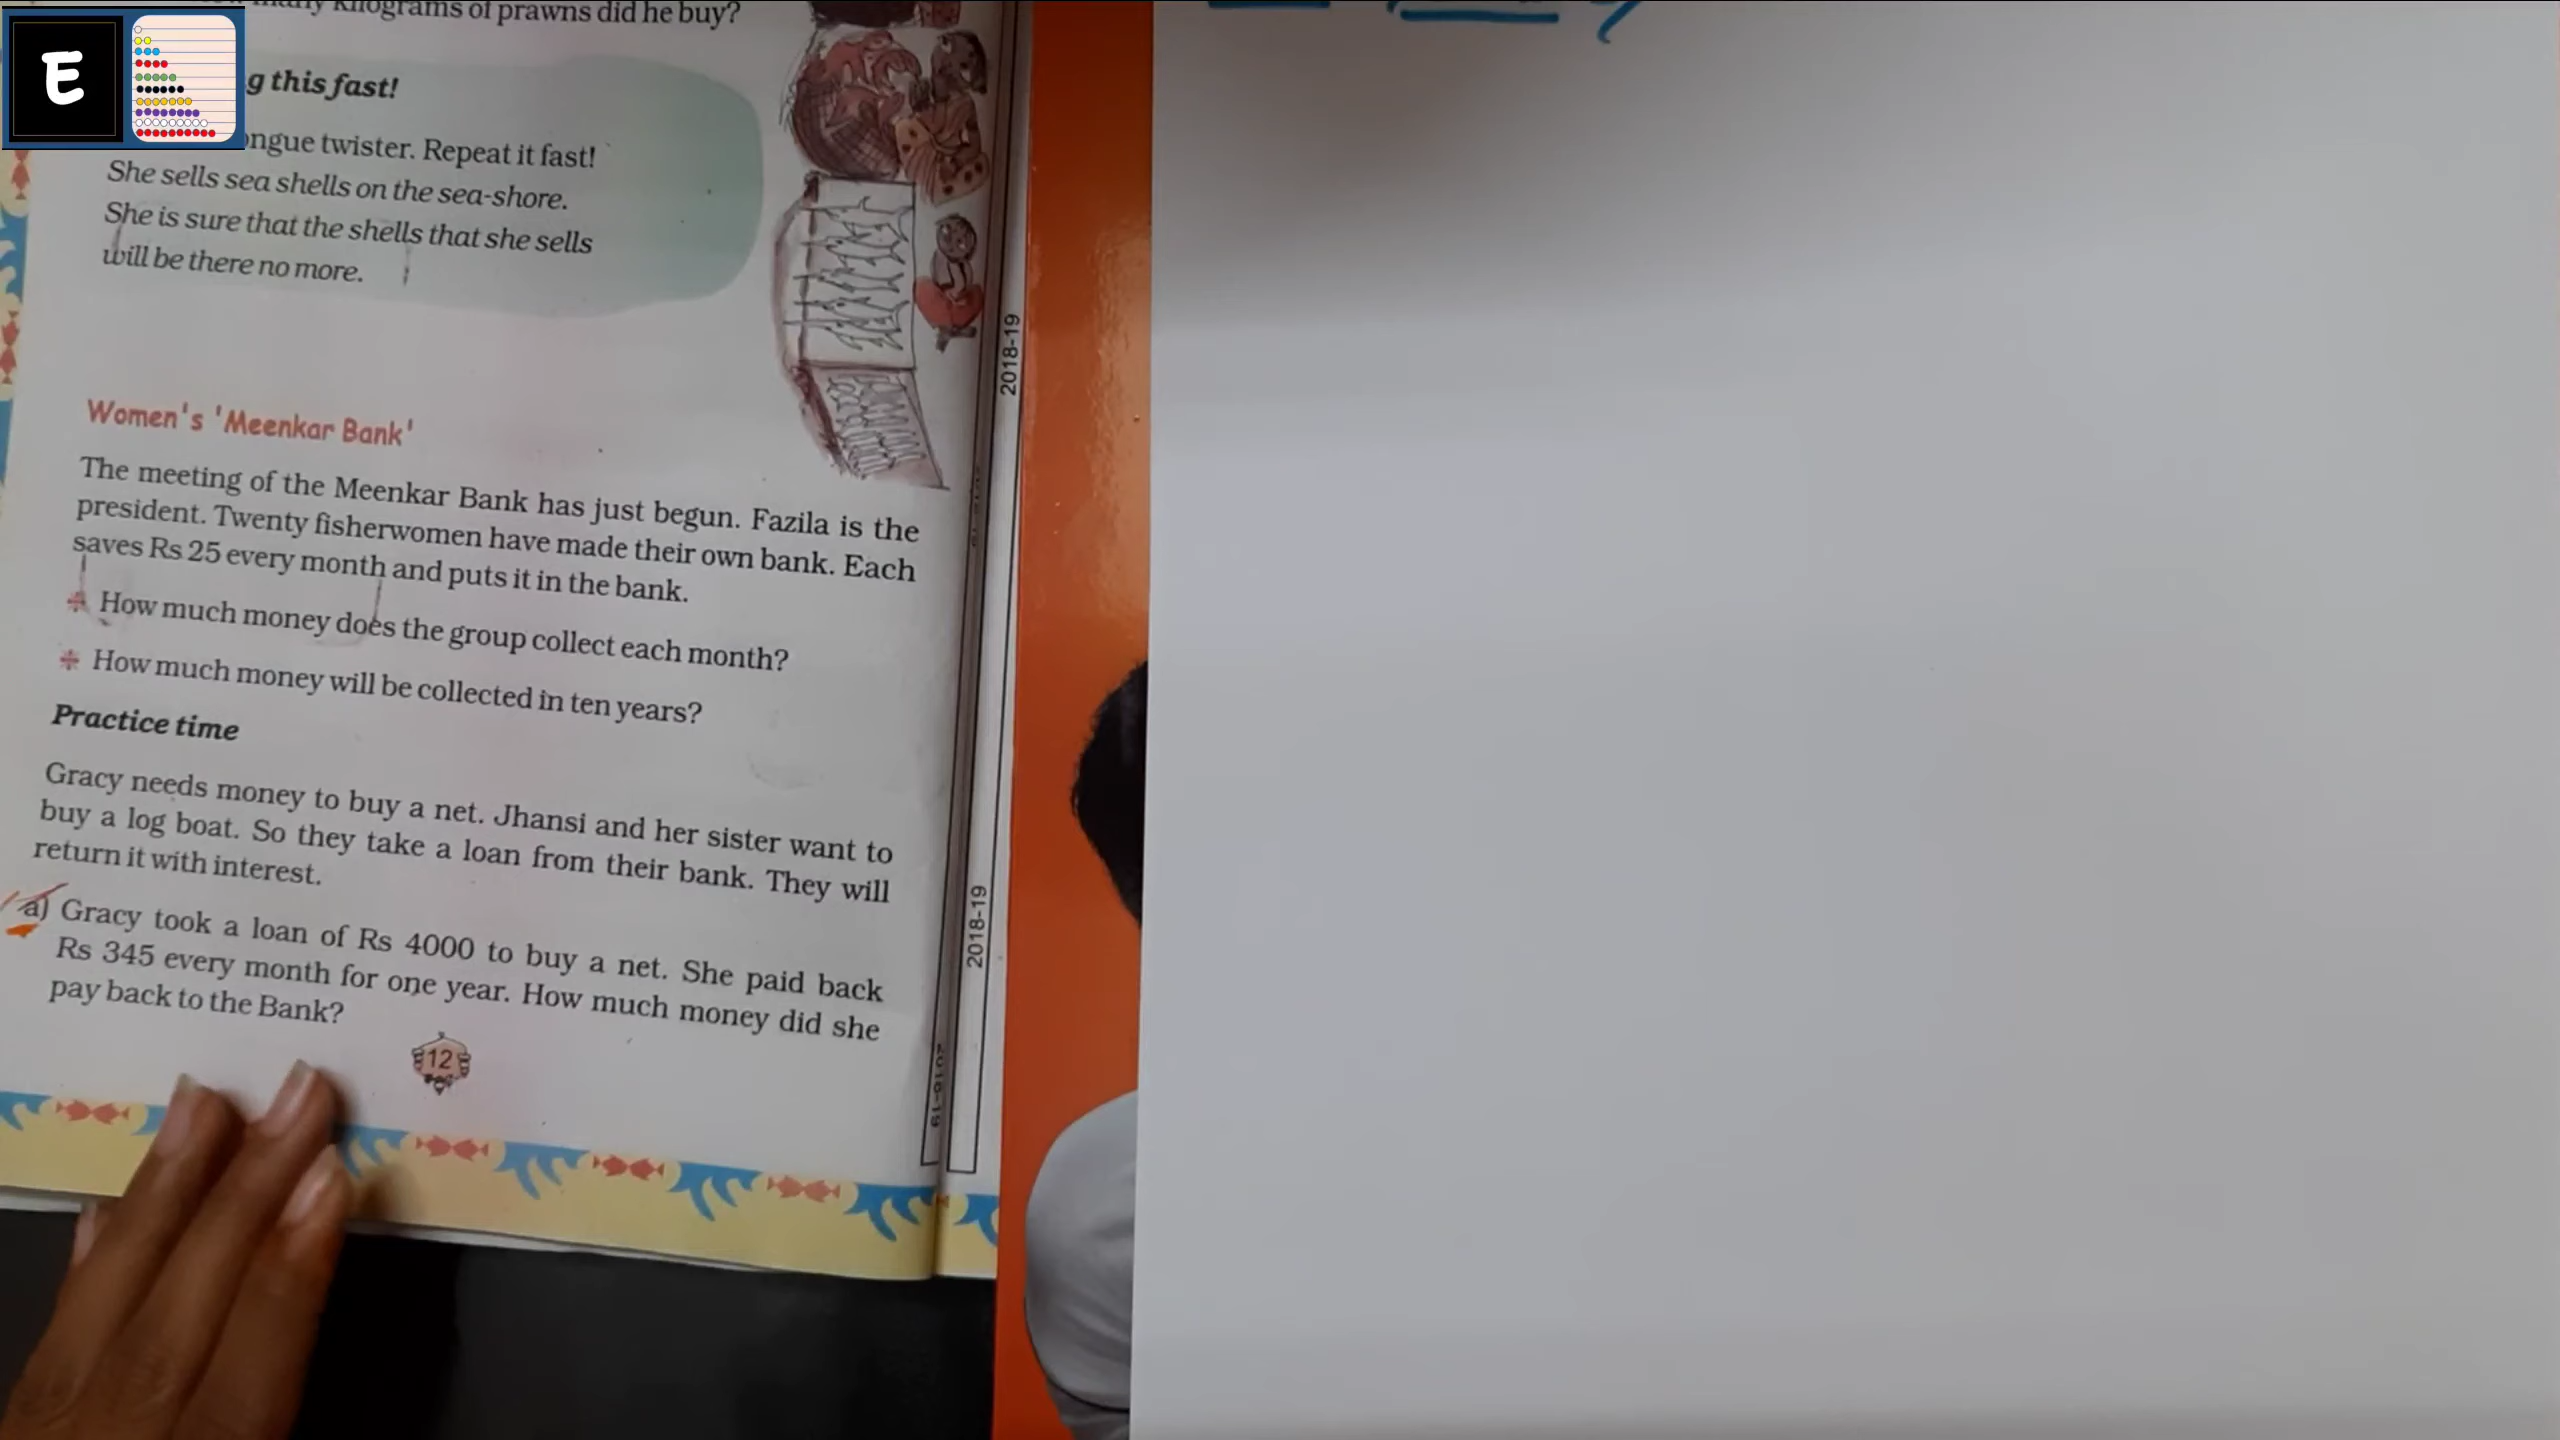 kilograms of prawns did he buy?
E
g this fast!
ongue twister. Repeat it fast!
She sells sea shells on the sea-shore.
She is sure that the shells that she sells
will be there no more.
Women's 'Meenkar Bank'
The meeting of the Meenkar Bank has just begun. Fazila is the
president. Twenty fisherwomen have made their own bank. Each
saves Rs 25 every month and puts it in the bank.
How much money does the group collect each month?
How much money will be collected in ten years?
Practice time
Gracy needs money to buy a net. Jhansi and her sister want to
buy a log boat. So they take a loan from their bank. They will
return it with interest.
a) Gracy took a loan of Rs 4000 to buy a net. She paid back
Rs 345 every month for one year. How much money did she
pay back to the Bank?
12
2018-19
2018-19